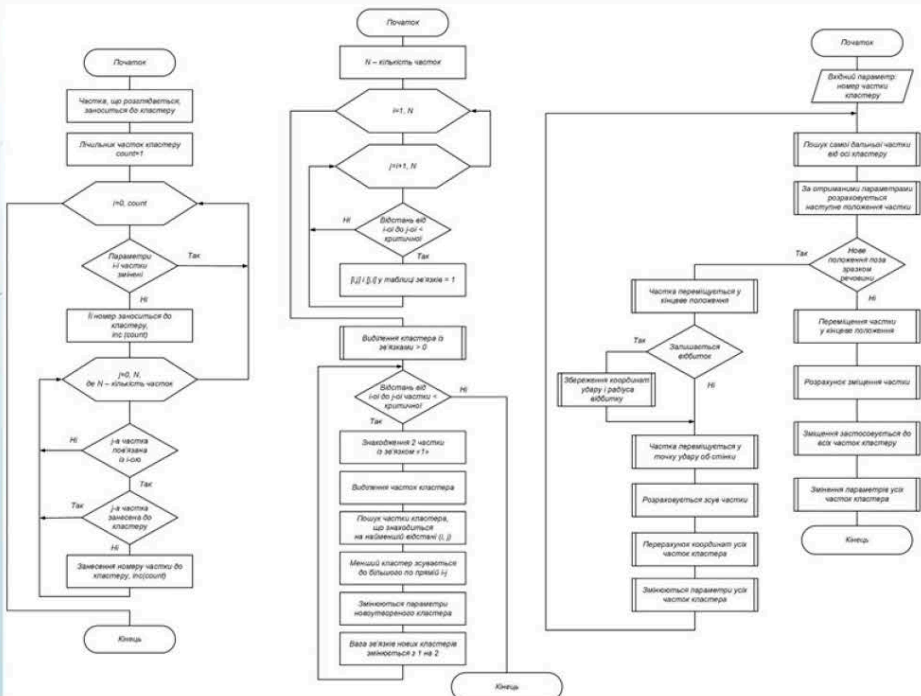 Початок
Частка, що розглядається,
заноситься до кластеру
Лічильник часток кластеру
count=1
i=0, count
Параметри
і-ї частки
змінені
Так
Ні
Її номер заноситься до
кластеру,
inc (count)
j=0, N,
де N – кількість часток
Ні
j-а частка
пов'язана
із і-ою
Так
Так
j-а частка
занесена до
кластеру
Ні
Занесення номеру частки до
кластеру, inc(count)
Кінець
Початок
N – кількість часток
i=1, N
j=i+1, N
Ні
Відстань від
і-ої до j-ої <
критичної
Так
[i,j] і [j,i] у таблиці зв'язків = 1
Виділення кластера із
зв'язками > 0
Відстань від
і-ої до j-ої частки <
критичної
Ні
Так
Знаходження 2 частки
із зв'язком «1»
Виділення часток кластера
Пошук частки кластера,
що знаходиться
на найменшій відстані (i, j)
Менший кластер зсувається
до більшого по прямій i-j
Змінюються параметри
новоутвореного кластера
Вага зв'язків нових кластерів
змінюється з 1 на 2
Кінець
Початок
Вхідний параметр:
номер частки
кластеру
Пошук самої дальньої частки
від осі кластеру
За отриманими параметрами
розраховується
наступне положення частки
Нове
положення поза
зразком
речовини
Так
Ні
Частка переміщується у
кінцеве положення
Залишається
відбиток
Так
Ні
Збереження координат
удару і радіуса
відбитку
Частка переміщується у
точку удару об стінки
Розраховується зсув частки
Перерахунок координат усіх
часток кластера
Змінюються параметри усіх
часток кластера
Переміщення частки
у кінцеве положення
Розрахунок зміщення частки
Зміщення застосовується до
всіх часток кластеру
Змінення параметрів усіх
часток кластера
Кінець